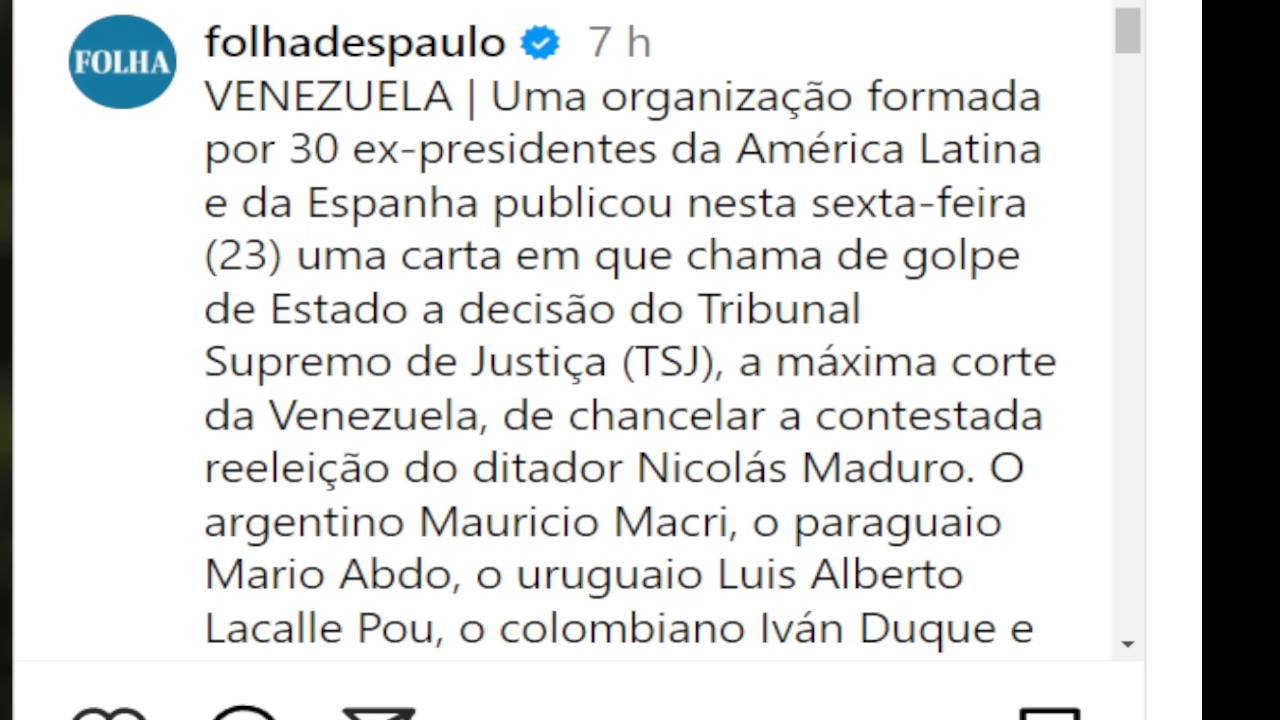 FOLHA
folhadespaulo 7 h
VENEZUELA | Uma organização formada
por 30 ex-presidentes da América Latina
e da Espanha publicou nesta sexta-feira
(23) uma carta em que chama de golpe
de Estado a decisão do Tribunal
Supremo de Justiça (TSJ), a máxima corte
da Venezuela, de chancelar a contestada
reeleição do ditador Nicolás Maduro. O
argentino Mauricio Macri, o paraguaio
Mario Abdo, o uruguaio Luis Alberto
Lacalle Pou, o colombiano Iván Duque e